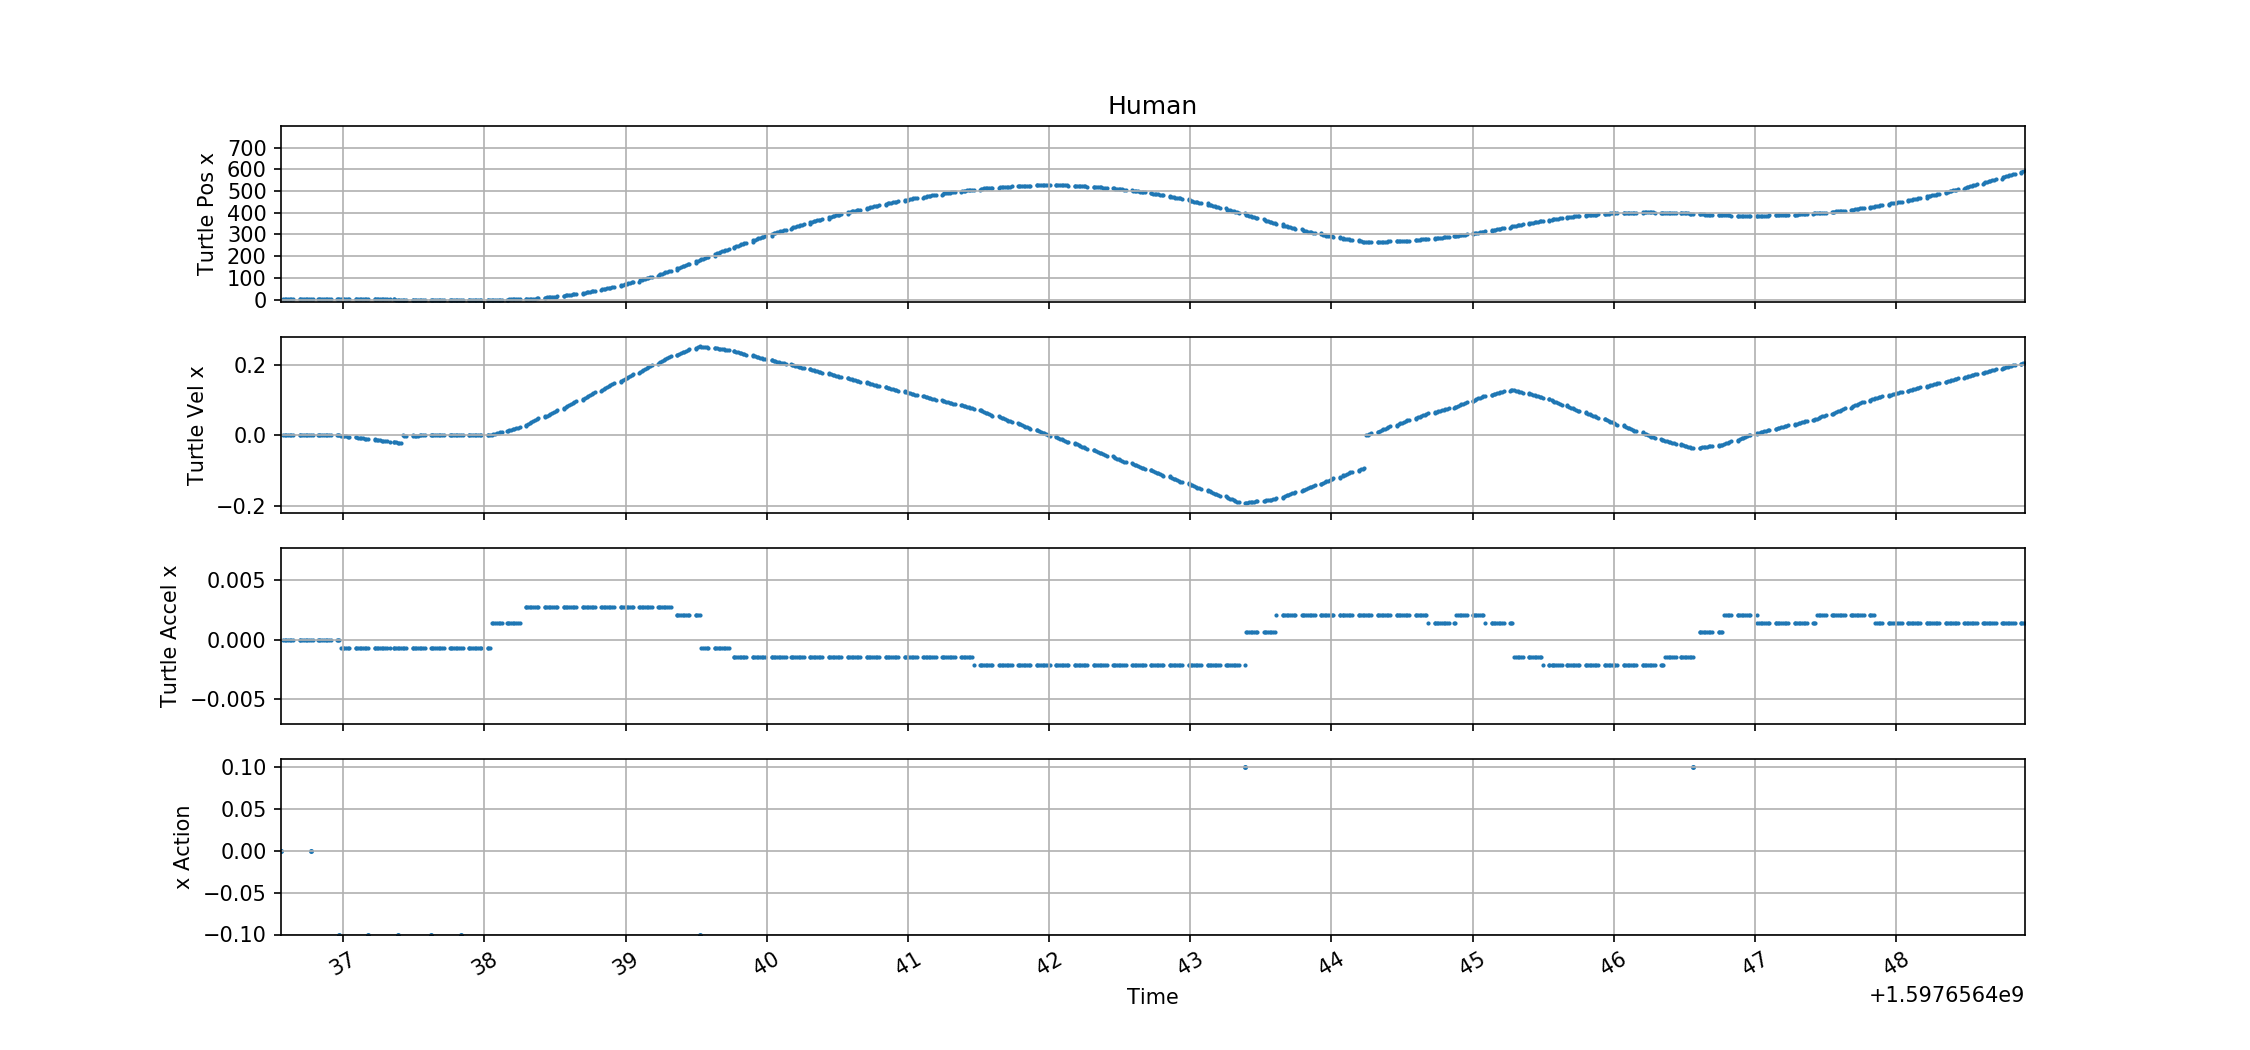 Human
Turtle Pos x
700
600
500
400
300
200
100
0
Turtle Vel x
0.2
0.0
−0.2
Turtle Accel x
0.005
0.000
−0.005
x Action
0.10
0.05
0.00
−0.05
−0.10
37 38 39 40 41 42 43 44 45 46 47 48
Time
+1.5976564e9